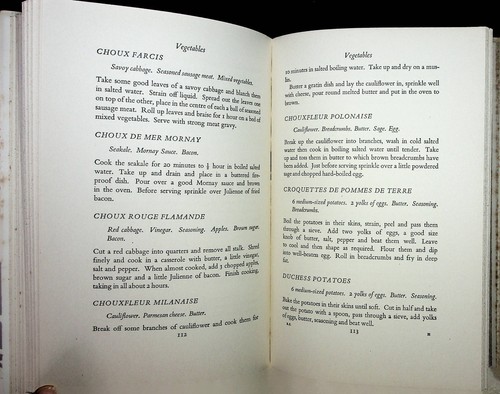 Vegetables
CHOUX FARCIS
Savoy cabbage. Seasoned sausage meat. Mixed vegetables.
Take some good leaves of a savoy cabbage and blanch them
in salted water. Strain off liquid. Spread out the leaves one
on top of the other, place in the centre of each a ball of seasoned
sausage meat. Roll up leaves and braise for 1 hour on a bed of
mixed vegetables. Serve with strong meat gravy.
CHOUX DE MER MORNAY
Seakale. Mornay Sauce. Bacon.
Cook the seakale for 20 minutes to ½ hour in boiled salted
water. Take up and drain and place in a buttered fire-
proof dish. Pour over a good Mornay sauce and brown
in the oven. Before serving sprinkle over Julienne of fried
bacon.
CHOUX ROUGE FLAMANDE
Red cabbage. Vinegar. Seasoning. Apples. Brown sugar.
Bacon.
Cut a red cabbage into quarters and remove all stalk. Shred
finely and cook in a casserole with butter, a little vinegar,
salt and pepper. When almost cooked, add 3 chopped apples,
brown sugar and a little Julienne of bacon. Finish cooking,
taking in all about 2 hours.
CHOUXFLEUR MILANAISE
Cauliflower. Parmesan cheese. Butter.
Break off some branches of cauliflower and cook them for
112
Vegetables
10 minutes in salted boiling water. Take up and dry on a mus-
lin.
Butter a gratin dish and lay the cauliflower in, sprinkle well
with cheese, pour round melted butter and put in the oven to
brown.
CHOUXFLEUR POLONAISE
Cauliflower. Breadcrumbs. Butter. Sage. Egg.
Break up the cauliflower into branches, wash in cold salted
water then cook in boiling salted water until tender. Take
up and toss them in butter to which brown breadcrumbs have
been added. Just before serving sprinkle over a little powdered
sage and chopped hard-boiled egg.
CROQUETTES DE POMMES DE TERRE
6 medium-sized potatoes. 2 yolks of eggs. Butter. Seasoning.
Breadcrumbs.
Boil the potatoes in their skins, strain, peel and pass them
through a sieve. Add two yolks of eggs, a good size
knob of butter, salt, pepper and beat them well. Leave
to cool and then shape as required. Flour them and dip
into well-beaten egg. Roll in breadcrumbs and fry in deep
fat.
DUCHESS POTATOES
6 medium-sized potatoes. 2 yolks of eggs. Butter. Seasoning.
Bake the potatoes in their skins until soft. Cut in half and take
out the potato with a spoon, pass through a sieve, add yolks
of eggs, butter, seasoning and beat well.
113
H